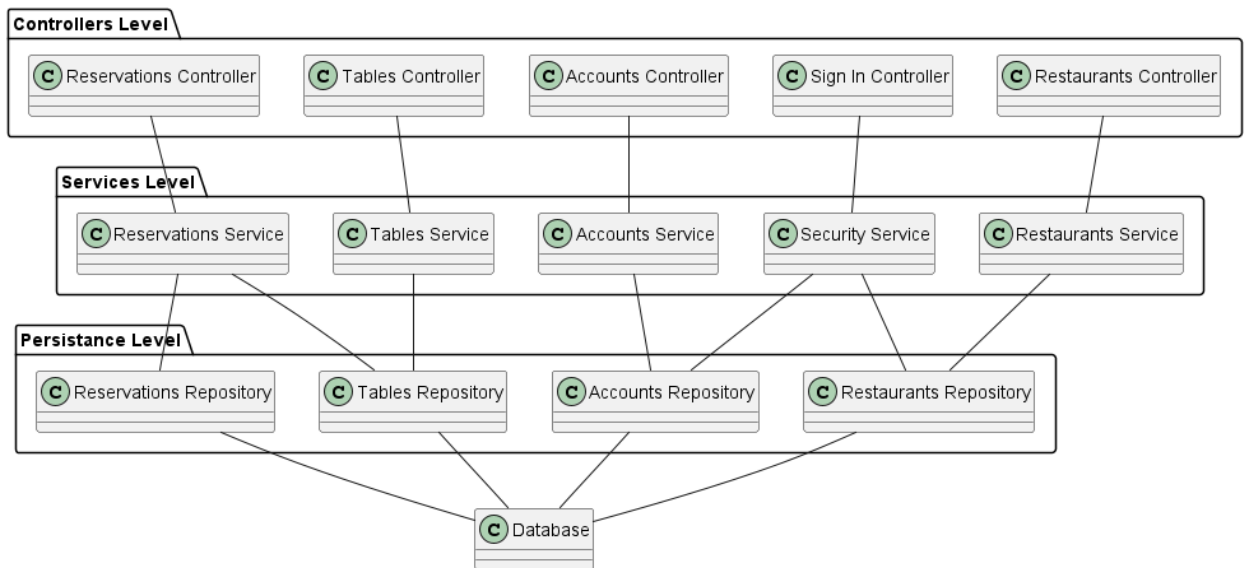 Controllers Level
C Reservations Controller
C Tables Controller
C Accounts Controller
C Sign In Controller
C Restaurants Controller
Services Level
C Reservations Service
C Tables Service
C Accounts Service
C Security Service
C Restaurants Service
Persistance Level
C Reservations Repository
C Tables Repository
C Accounts Repository
C Restaurants Repository
C Database